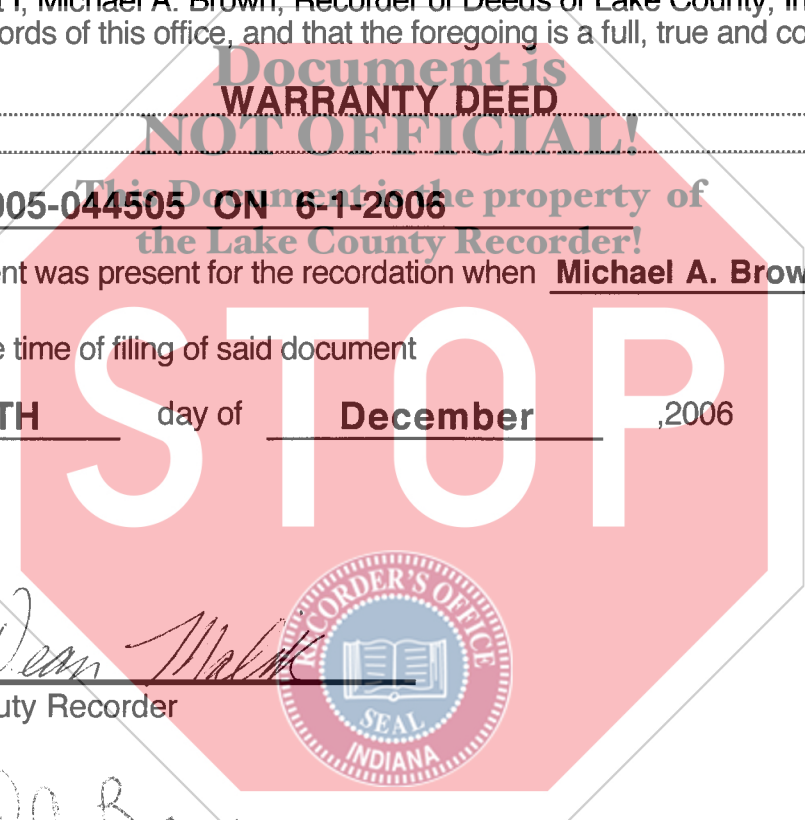 I, Michael A. Brown, Recorder of Deeds of Lake County, In
ords of this office, and that the foregoing is a full, true and co
Document is
WARRANTY DEED
NOT OFFICIAL!
This Document is the property of
005-044505 ON 6-1-2006
the Lake County Recorder!
nt was present for the recordation when Michael A. Brow
e time of filing of said document
TH day of December ,2006
STOP
RECORDER'S OFFICE
Dean Malik
uty Recorder
SEAL
INDIANA